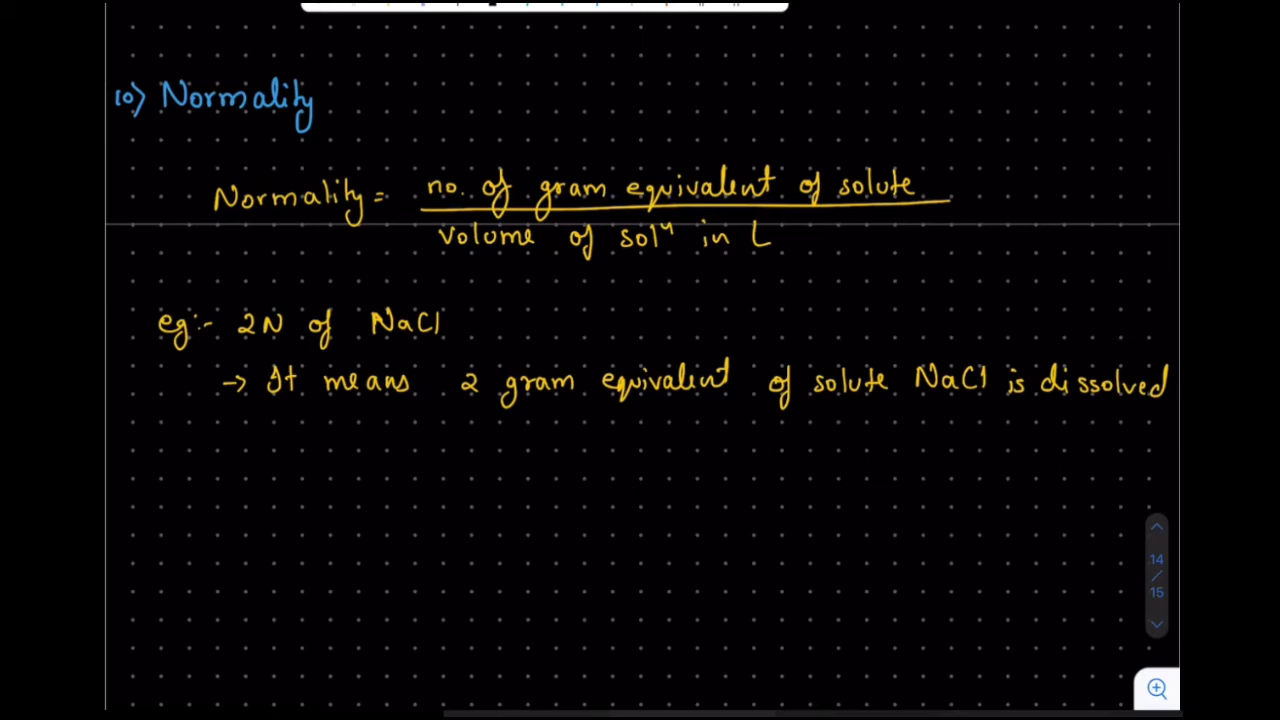 10) Normality
Normality = no. of gram equivalent of solute
volume of solⁿ in L
eg:- 2N of NaCl
→ It means 2 gram equivalent of solute NaCl is dissolved
14
/
15